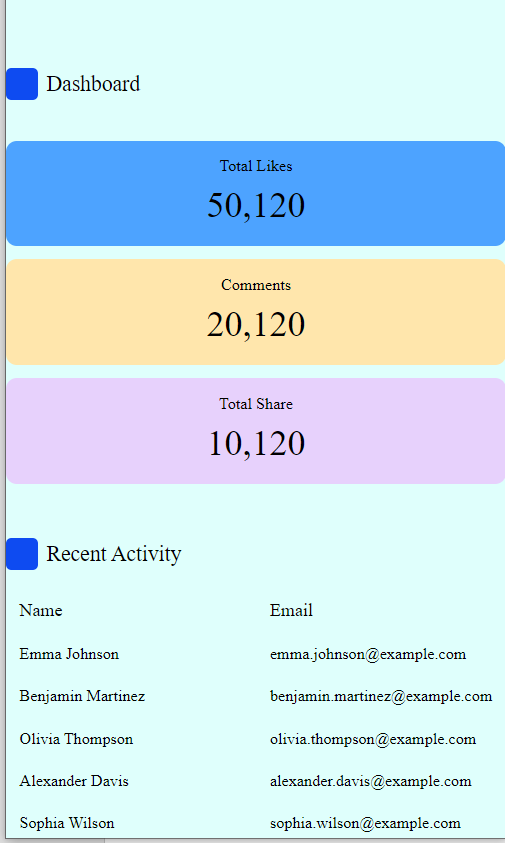 Dashboard
Total Likes
50,120
Comments
20,120
Total Share
10,120
Recent Activity
Name Email
Emma Johnson emma.johnson@example.com
Benjamin Martinez benjamin.martinez@example.com
Olivia Thompson olivia.thompson@example.com
Alexander Davis alexander.davis@example.com
Sophia Wilson sophia.wilson@example.com